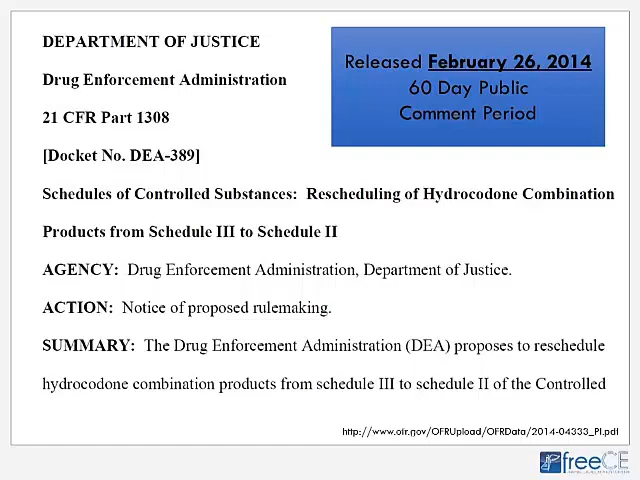 DEPARTMENT OF JUSTICE
Released February 26, 2014
60 Day Public
Comment Period
Drug Enforcement Administration
21 CFR Part 1308
[Docket No. DEA-389]
Schedules of Controlled Substances: Rescheduling of Hydrocodone Combination
Products from Schedule III to Schedule II
AGENCY: Drug Enforcement Administration, Department of Justice.
ACTION: Notice of proposed rulemaking.
SUMMARY: The Drug Enforcement Administration (DEA) proposes to reschedule
hydrocodone combination products from schedule III to schedule II of the Controlled
http://www.ofr.gov/OFRUpload/OFRData/2014-04333_PI.pdf
freeCE